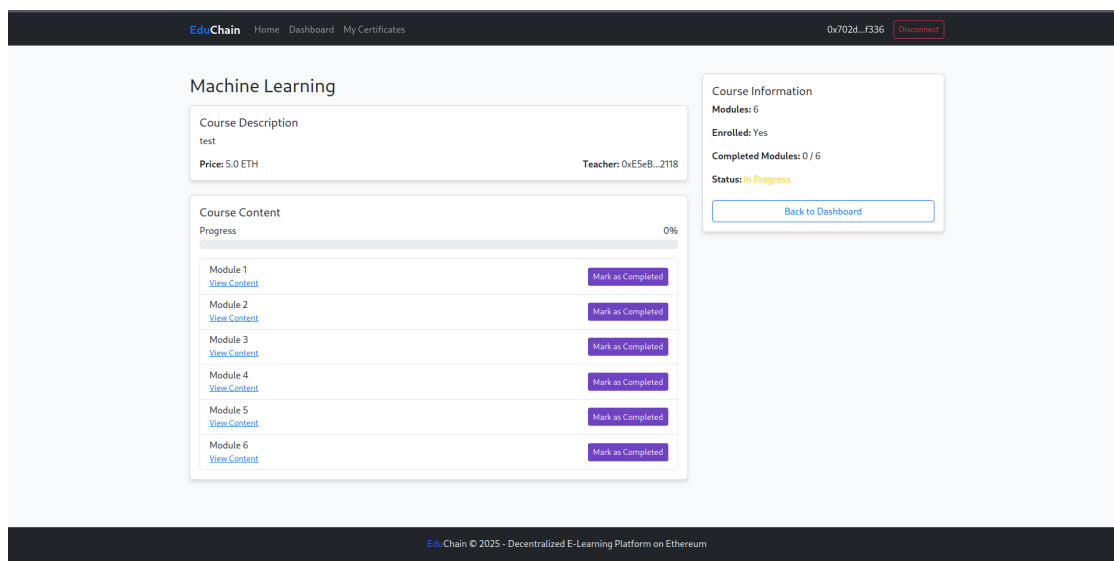 EduChain Home Dashboard My Certificates 0x702d...f336 Disconnect
Machine Learning
Course Description
test
Price: 5.0 ETH Teacher: 0xE5eB...2118
Course Content
Progress 0%
Module 1
View Content
Mark as Completed
Module 2
View Content
Mark as Completed
Module 3
View Content
Mark as Completed
Module 4
View Content
Mark as Completed
Module 5
View Content
Mark as Completed
Module 6
View Content
Mark as Completed
Course Information
Modules: 6
Enrolled: Yes
Completed Modules: 0 / 6
Status: In Progress
Back to Dashboard
EduChain © 2025 - Decentralized E-Learning Platform on Ethereum